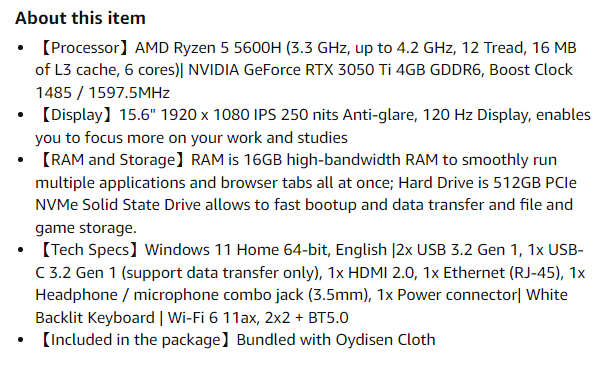 About this item
• 【Processor】AMD Ryzen 5 5600H (3.3 GHz, up to 4.2 GHz, 12 Tread, 16 MB
of L3 cache, 6 cores)| NVIDIA GeForce RTX 3050 Ti 4GB GDDR6, Boost Clock
1485 / 1597.5MHz
• 【Display】15.6" 1920 x 1080 IPS 250 nits Anti-glare, 120 Hz Display, enables
you to focus more on your work and studies
• 【RAM and Storage】RAM is 16GB high-bandwidth RAM to smoothly run
multiple applications and browser tabs all at once; Hard Drive is 512GB PCIe
NVMe Solid State Drive allows to fast bootup and data transfer and file and
game storage.
• 【Tech Specs】Windows 11 Home 64-bit, English |2x USB 3.2 Gen 1, 1x USB-
C 3.2 Gen 1 (support data transfer only), 1x HDMI 2.0, 1x Ethernet (RJ-45), 1x
Headphone / microphone combo jack (3.5mm), 1x Power connector| White
Backlit Keyboard | Wi-Fi 6 11ax, 2x2 + BT5.0
• 【Included in the package】Bundled with Oydisen Cloth